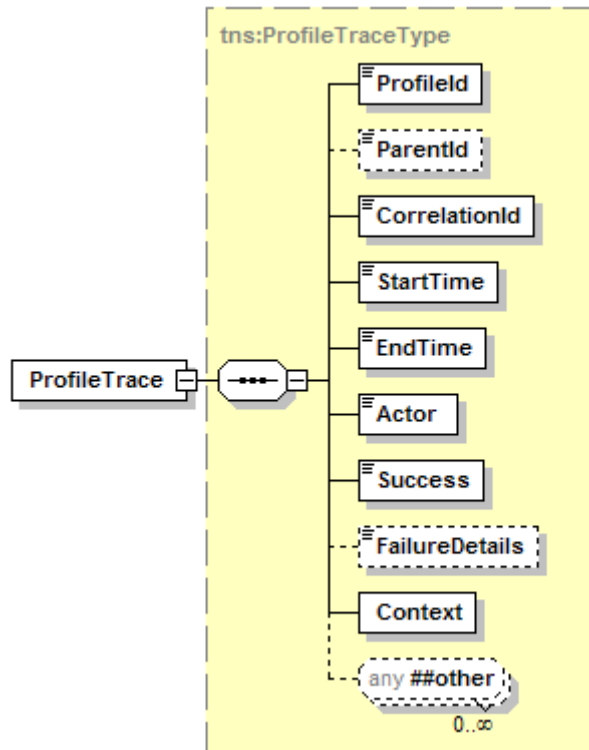 tns:ProfileTraceType
ProfileId
ParentId
CorrelationId
StartTime
EndTime
ProfileTrace
Actor
Success
FailureDetails
Context
any ##other
0..∞